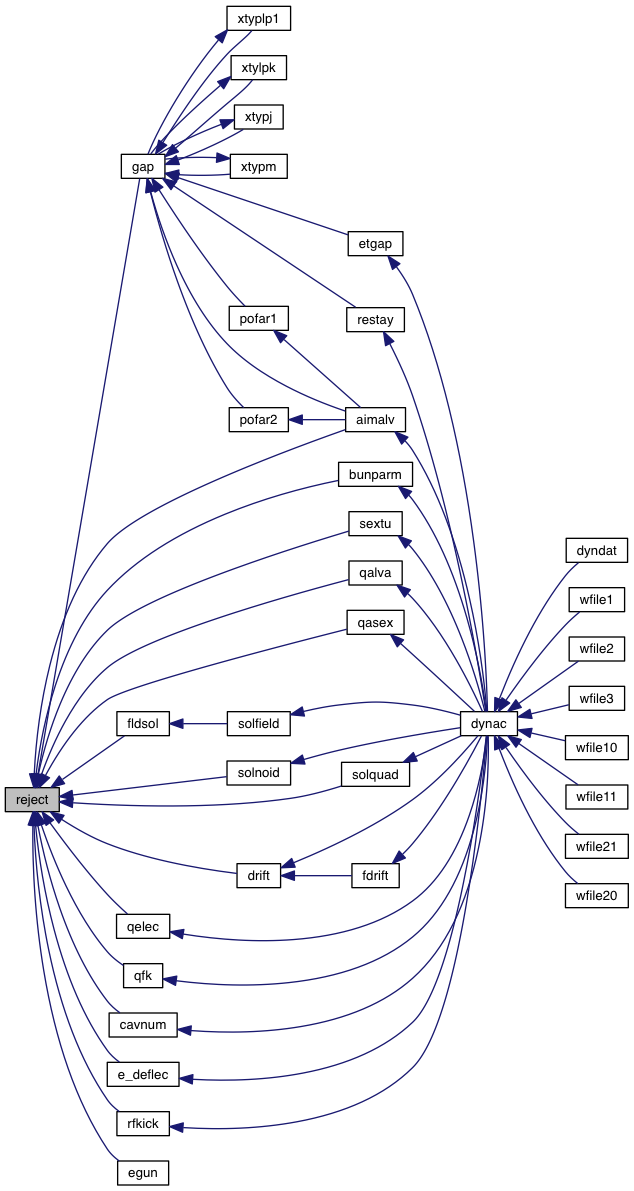 xtyplp1
xtylpk
xtypj
gap
xtypm
etgap
pofar1
restay
pofar2
aimalv
bunparm
sextu
dyndat
qalva
wfile1
qasex
wfile2
wfile3
fldsol
solfield
dynac
wfile10
solnoid
solquad
reject
wfile11
wfile21
drift
fdrift
wfile20
qelec
qfk
cavnum
e_deflec
rfkick
egun